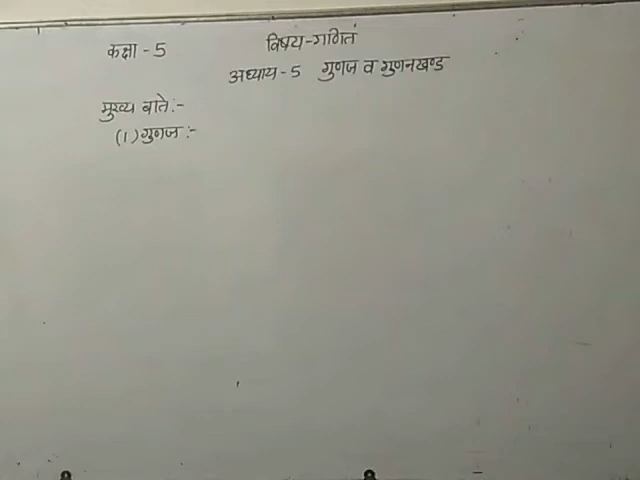 कक्षा - 5 विषय-गणित
अध्याय - 5 गुणज व गुणनखण्ड
मुख्य बाते:-
(1) गुणज :-